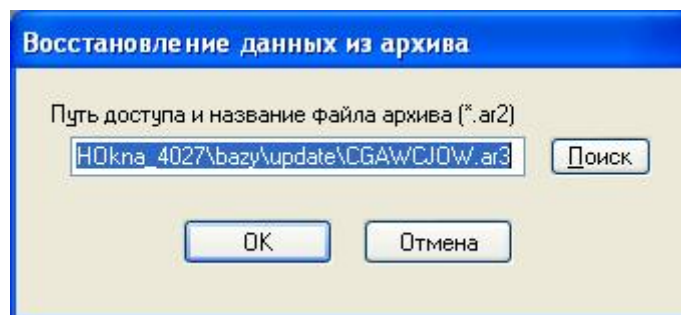 Восстановление данных из архива
Путь доступа и название файла архива (*.ar2)
HOkna_4027\bazy\update\CGAWCJOW.ar3
Поиск
OK
Отмена